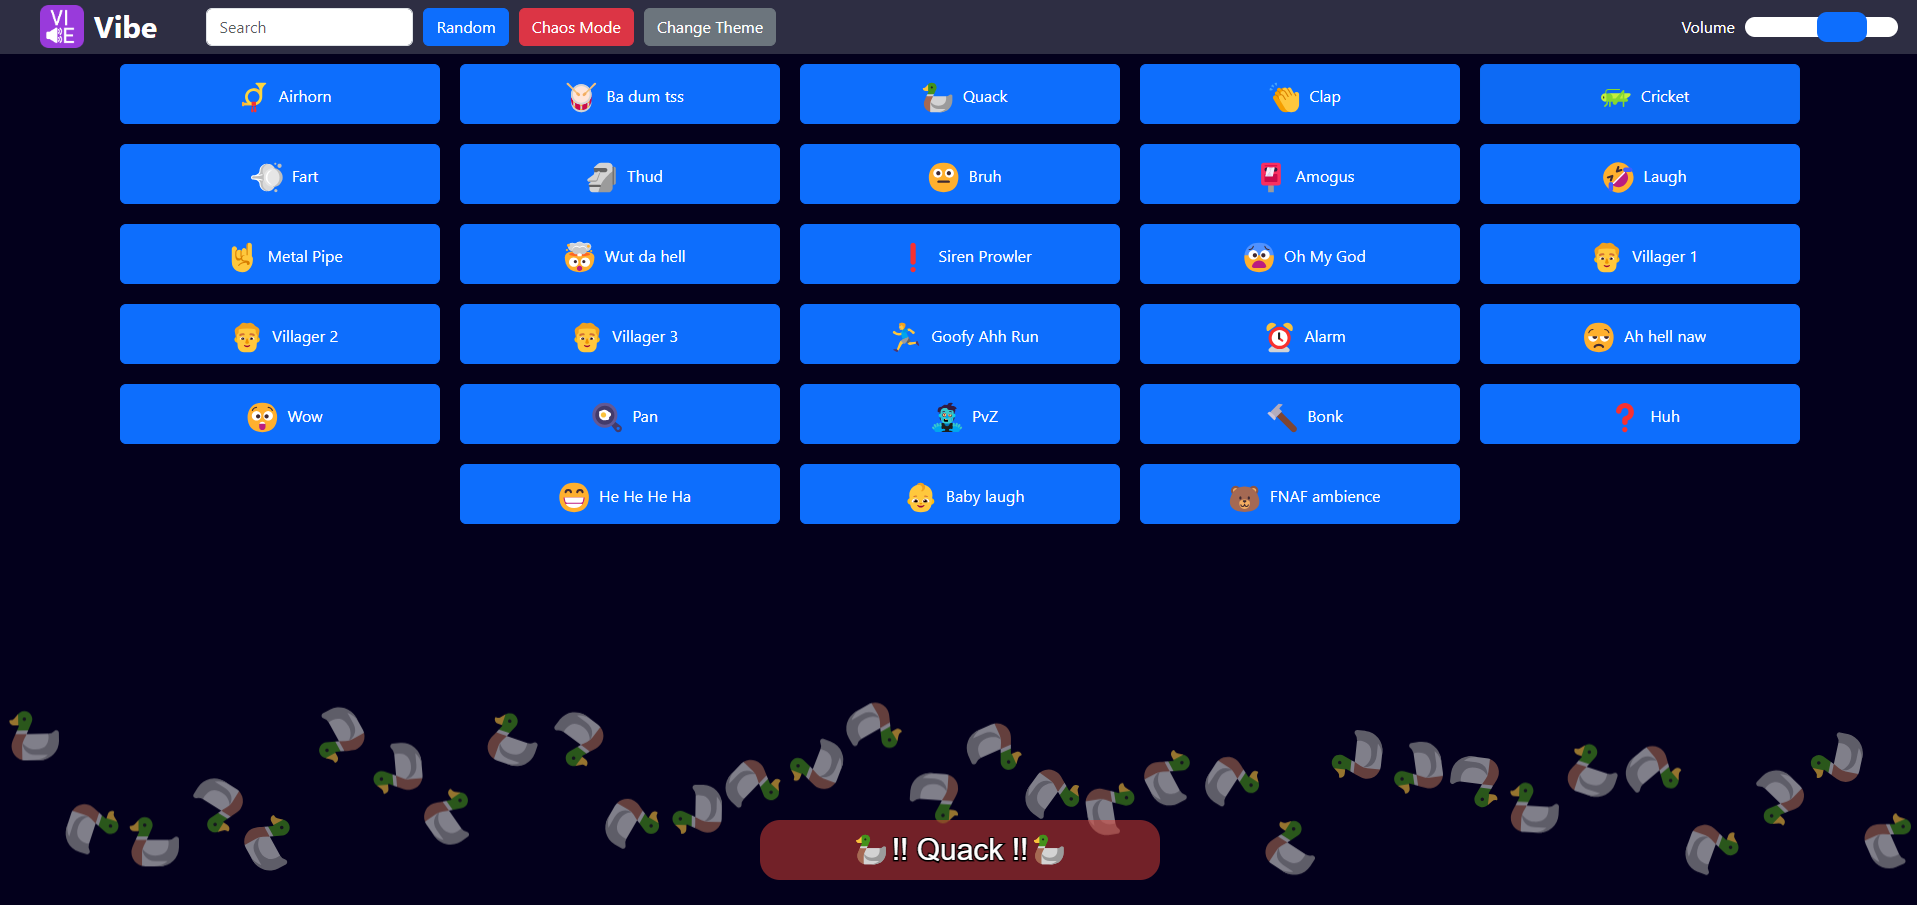 VI
E
Vibe
Search
Random
Chaos Mode
Change Theme
Volume
Airhorn
Ba dum tss
Quack
Clap
Cricket
Fart
Thud
Bruh
Amogus
Laugh
Metal Pipe
Wut da hell
Siren Prowler
Oh My God
Villager 1
Villager 2
Villager 3
Goofy Ahh Run
Alarm
Ah hell naw
Wow
Pan
PvZ
Bonk
Huh
He He He Ha
Baby laugh
FNAF ambience
!! Quack !!